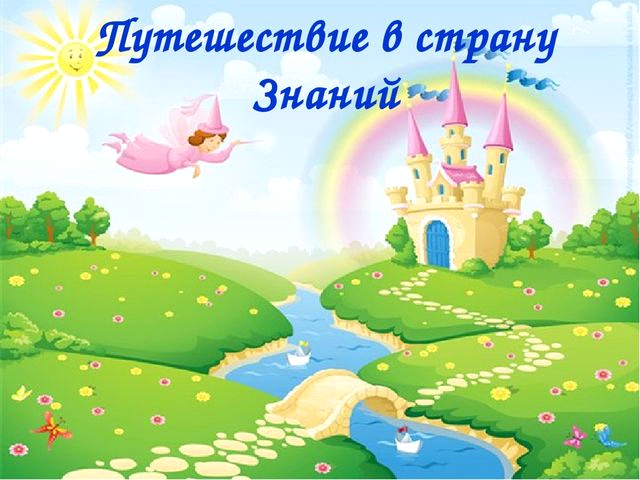 Путешествие в страну
Знаний